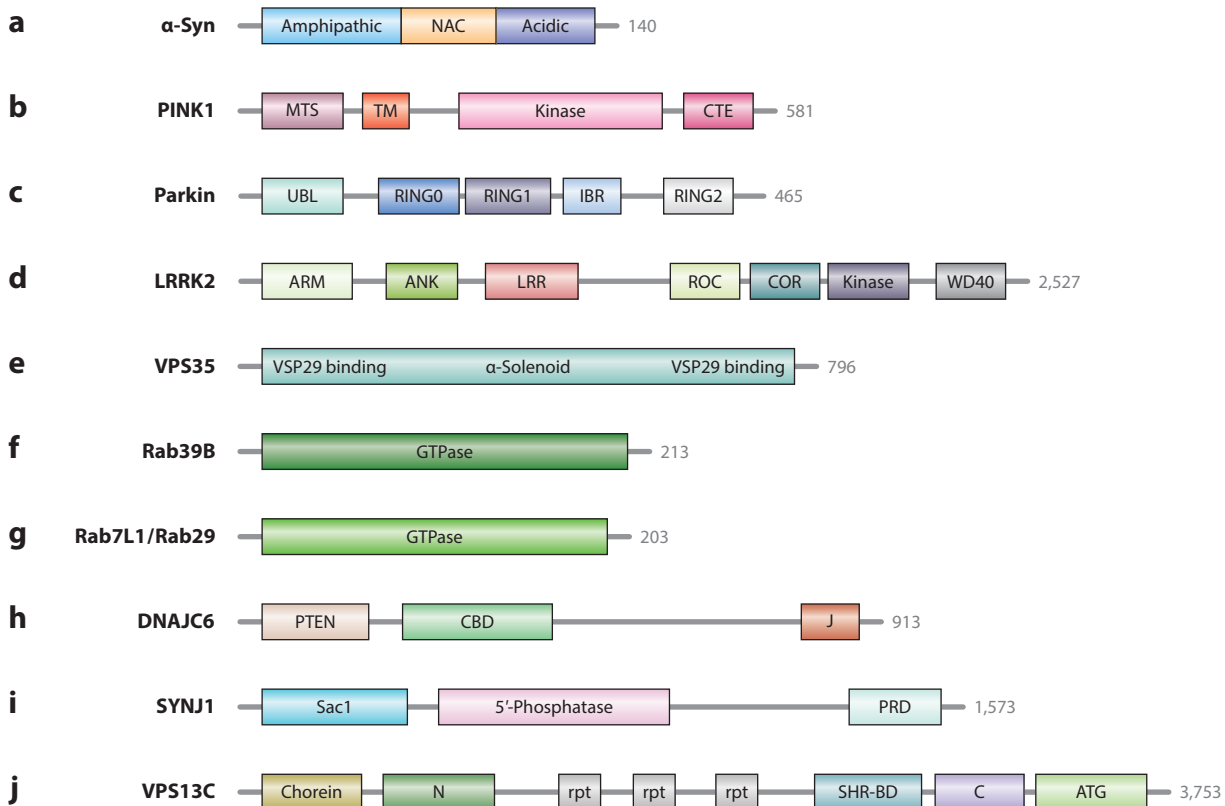 a α-Syn Amphipathic NAC Acidic 140
b PINK1 MTS TM Kinase CTE 581
c Parkin UBL RING0 RING1 IBR RING2 465
d LRRK2 ARM ANK LRR ROC COR Kinase WD40 2,527
e VPS35 VSP29 binding α-Solenoid VSP29 binding 796
f Rab39B GTPase 213
g Rab7L1/Rab29 GTPase 203
h DNAJC6 PTEN CBD J 913
i SYNJ1 Sac1 5′-Phosphatase PRD 1,573
j VPS13C Chorein N rpt rpt rpt SHR-BD C ATG 3,753